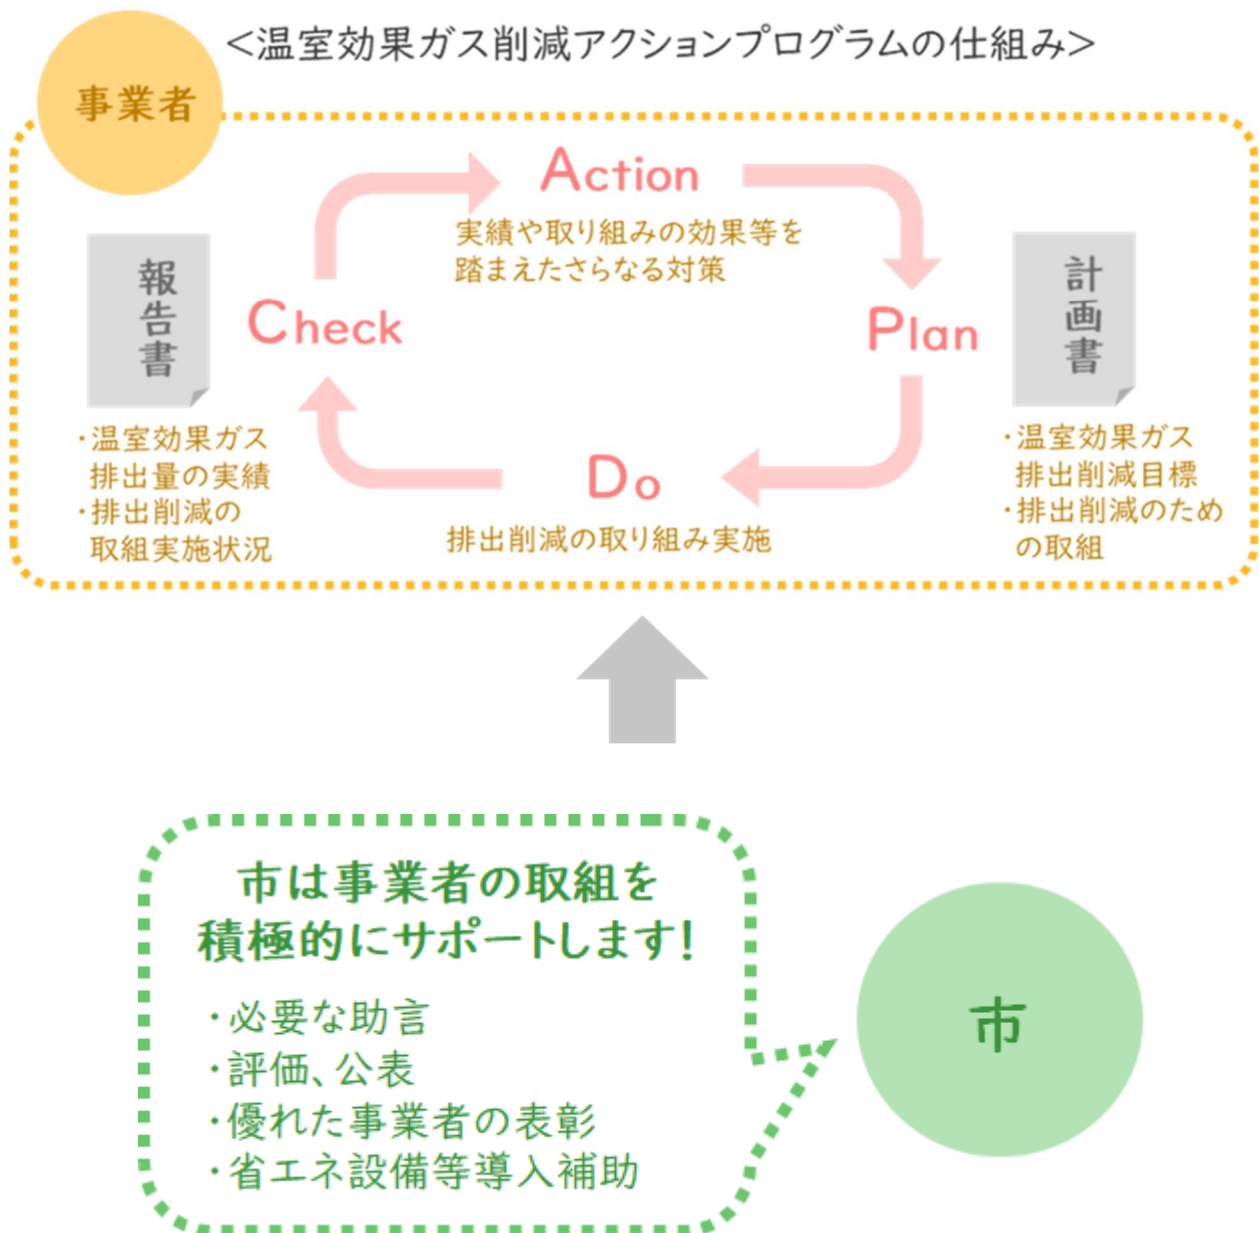 <温室効果ガス削減アクションプログラムの仕組み>
事業者
Action
実績や取り組みの効果等を
踏まえたさらなる対策
報告書
Check
・温室効果ガス
排出量の実績
・排出削減の
取組実施状況
Plan
計画書
・温室効果ガス
排出削減目標
・排出削減のため
の取組
Do
排出削減の取り組み実施
市は事業者の取組を
積極的にサポートします!
・必要な助言
・評価、公表
・優れた事業者の表彰
・省エネ設備等導入補助
市